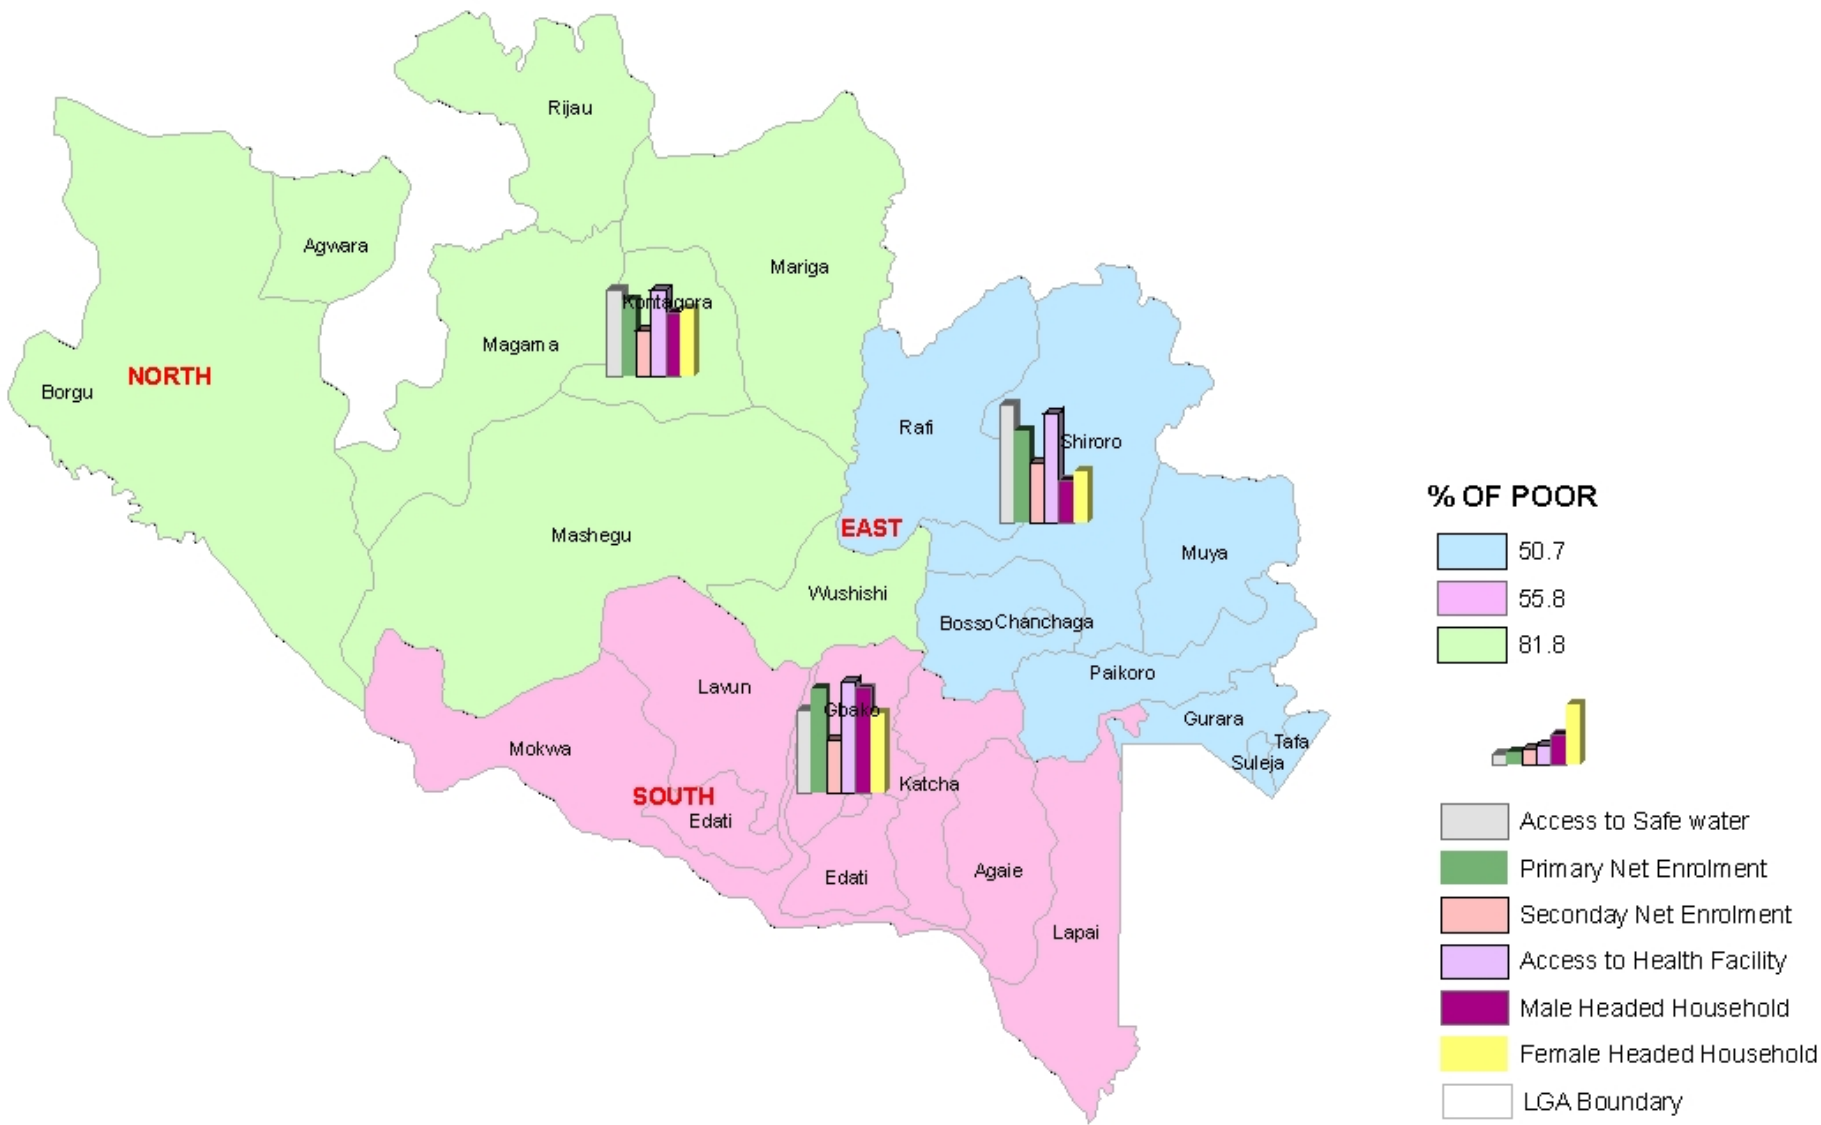 Rijau
Agwara
Mariga
Kontagora
Magama
NORTH
Borgu
Rafi
Shiroro
EAST
Mashegu
Muya
Wushishi
Bosso
Chanchaga
Paikoro
Lavun
Gbako
Gurara
Mokwa
Tafa
Suleja
Katcha
SOUTH
Edati
Edati
Agaie
Lapai
% OF POOR
50.7
55.8
81.8
Access to Safe water
Primary Net Enrolment
Seconday Net Enrolment
Access to Health Facility
Male Headed Household
Female Headed Household
LGA Boundary